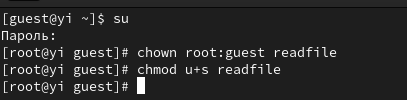 [guest@yi ~]$ su
Пароль:
[root@yi guest]# chown root:guest readfile
[root@yi guest]# chmod u+s readfile
[root@yi guest]#